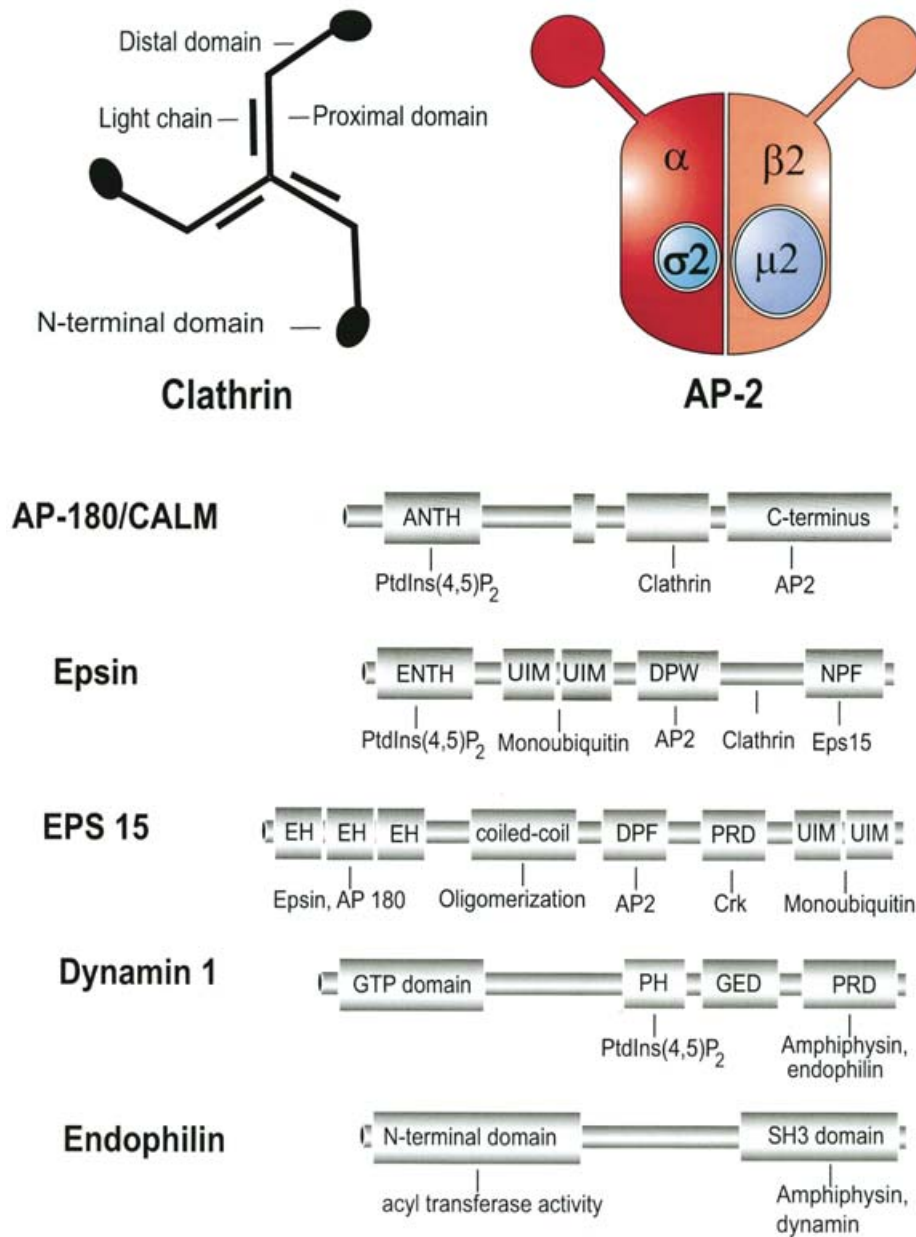 Distal domain
Light chain
Proximal domain
N-terminal domain
Clathrin
α
β2
σ2
μ2
AP-2
AP-180/CALM
ANTH
C-terminus
PtdIns(4,5)P2
Clathrin
AP2
Epsin
ENTH
UIM
UIM
DPW
NPF
PtdIns(4,5)P2
Monoubiquitin
AP2
Clathrin
Eps15
EPS 15
EH
EH
EH
coiled-coil
DPF
PRD
UIM
UIM
Epsin, AP 180
Oligomerization
AP2
Crk
Monoubiquitin
Dynamin 1
GTP domain
PH
GED
PRD
PtdIns(4,5)P2
Amphiphysin,
endophilin
Endophilin
N-terminal domain
SH3 domain
acyl transferase activity
Amphiphysin,
dynamin